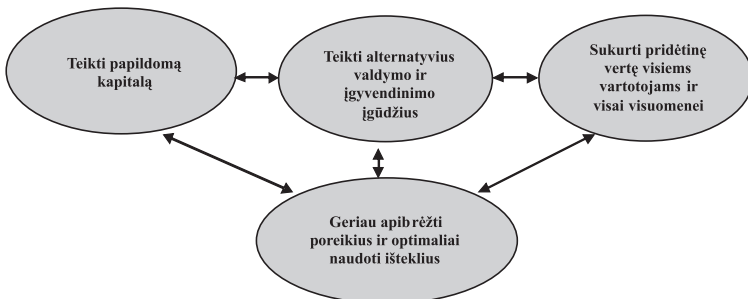 Teikti papildomą
kapitalą
Teikti alternatyvius
valdymo ir
įgyvendinimo
įgūdžius
Sukurti pridėtinę
vertę visiems
vartotojams ir
visai visuomenei
Geriau apibrėžti
poreikius ir optimaliai
naudoti išteklius